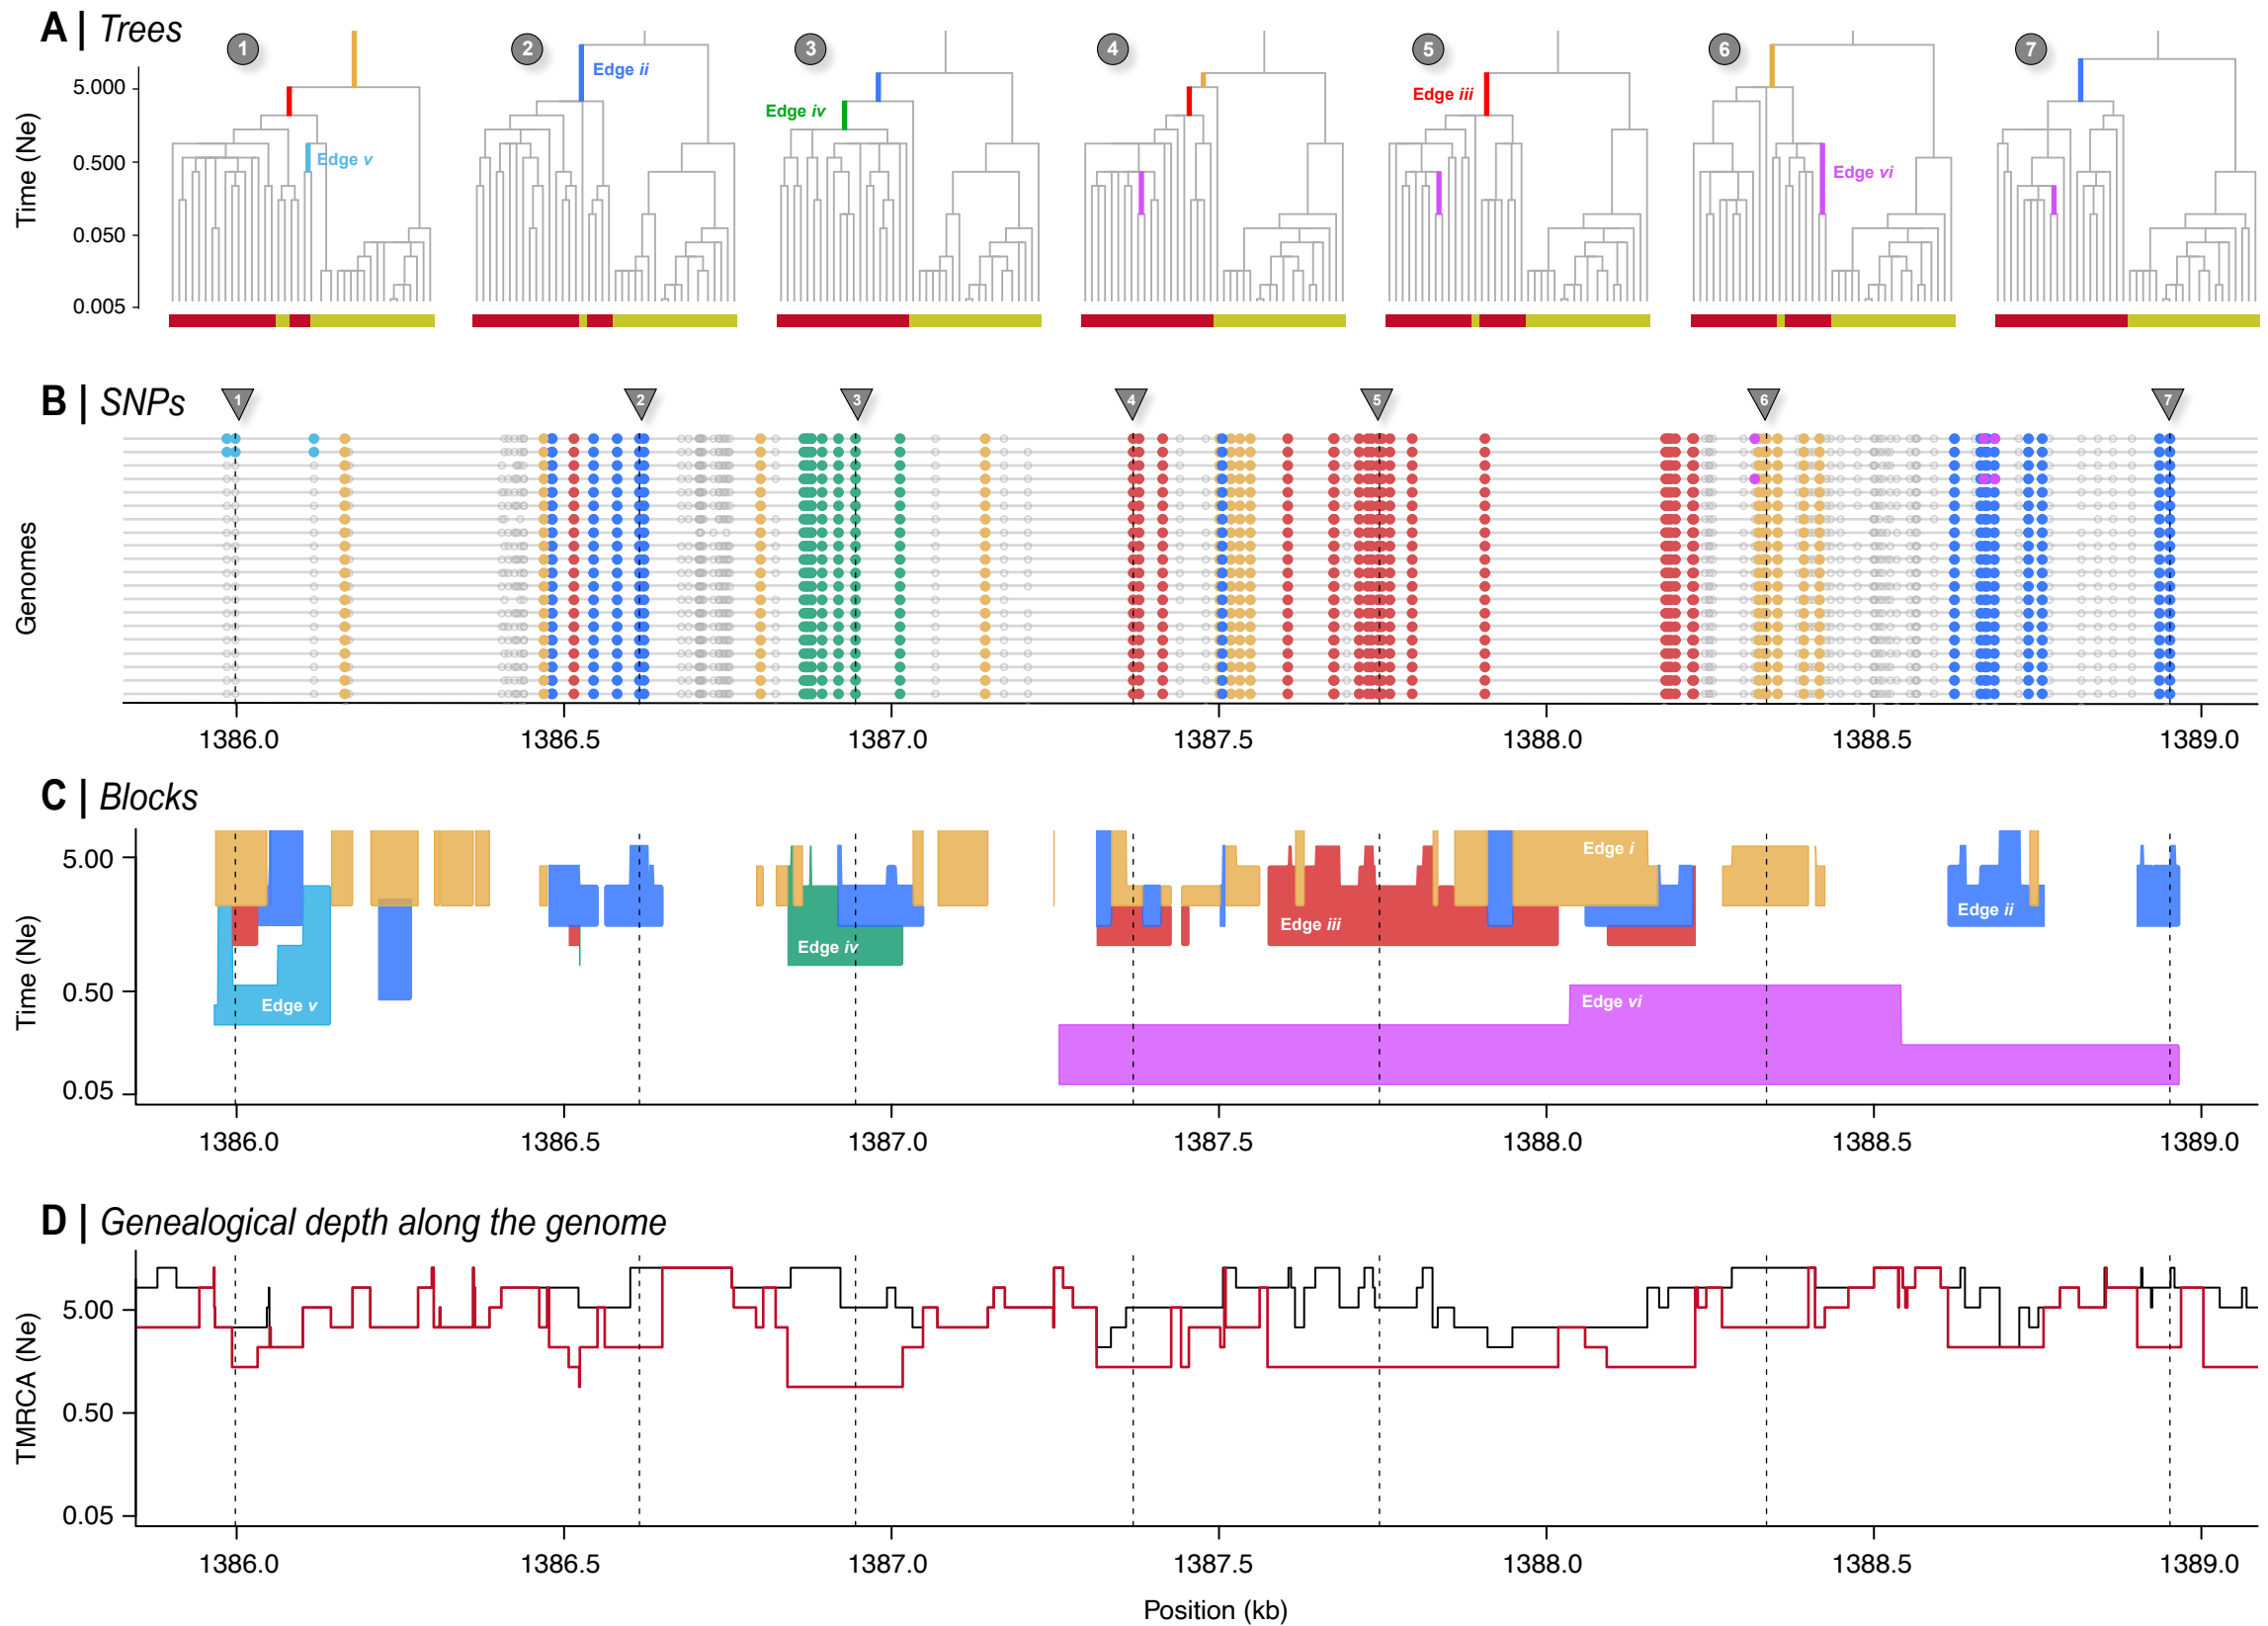 A | Trees
1 2 3 4 5 6 7
Time (Ne)
5.000
0.500
0.050
0.005
Edge ii
Edge iv
Edge iii
Edge v
Edge vi
B | SNPs
1 2 3 4 5 6 7
Genomes
1386.0 1386.5 1387.0 1387.5 1388.0 1388.5 1389.0
C | Blocks
Time (Ne)
5.00
0.50
0.05
Edge i
Edge ii
Edge iii
Edge iv
Edge v
Edge vi
1386.0 1386.5 1387.0 1387.5 1388.0 1388.5 1389.0
D | Genealogical depth along the genome
TMRCA (Ne)
5.00
0.50
0.05
1386.0 1386.5 1387.0 1387.5 1388.0 1388.5 1389.0
Position (kb)